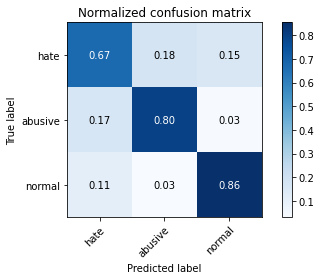 Normalized confusion matrix
True label
hate
0.67 0.18 0.15
abusive
0.17 0.80 0.03
normal
0.11 0.03 0.86
hate abusive normal
Predicted label
0.8
0.7
0.6
0.5
0.4
0.3
0.2
0.1